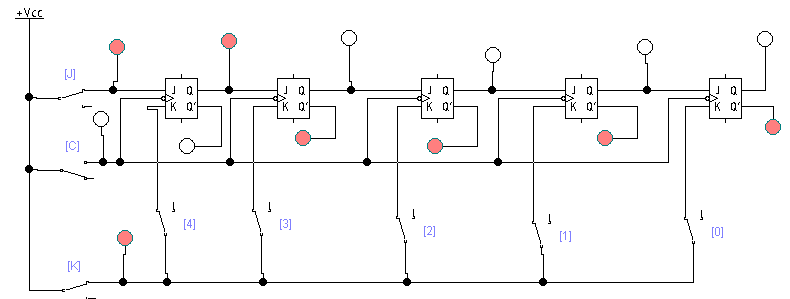 +Vcc
[J]
J Q
K Q'
J Q
K Q'
J Q
K Q'
J Q
K Q'
J Q
K Q'
[C]
[4] [3] [2] [1] [0]
[K]